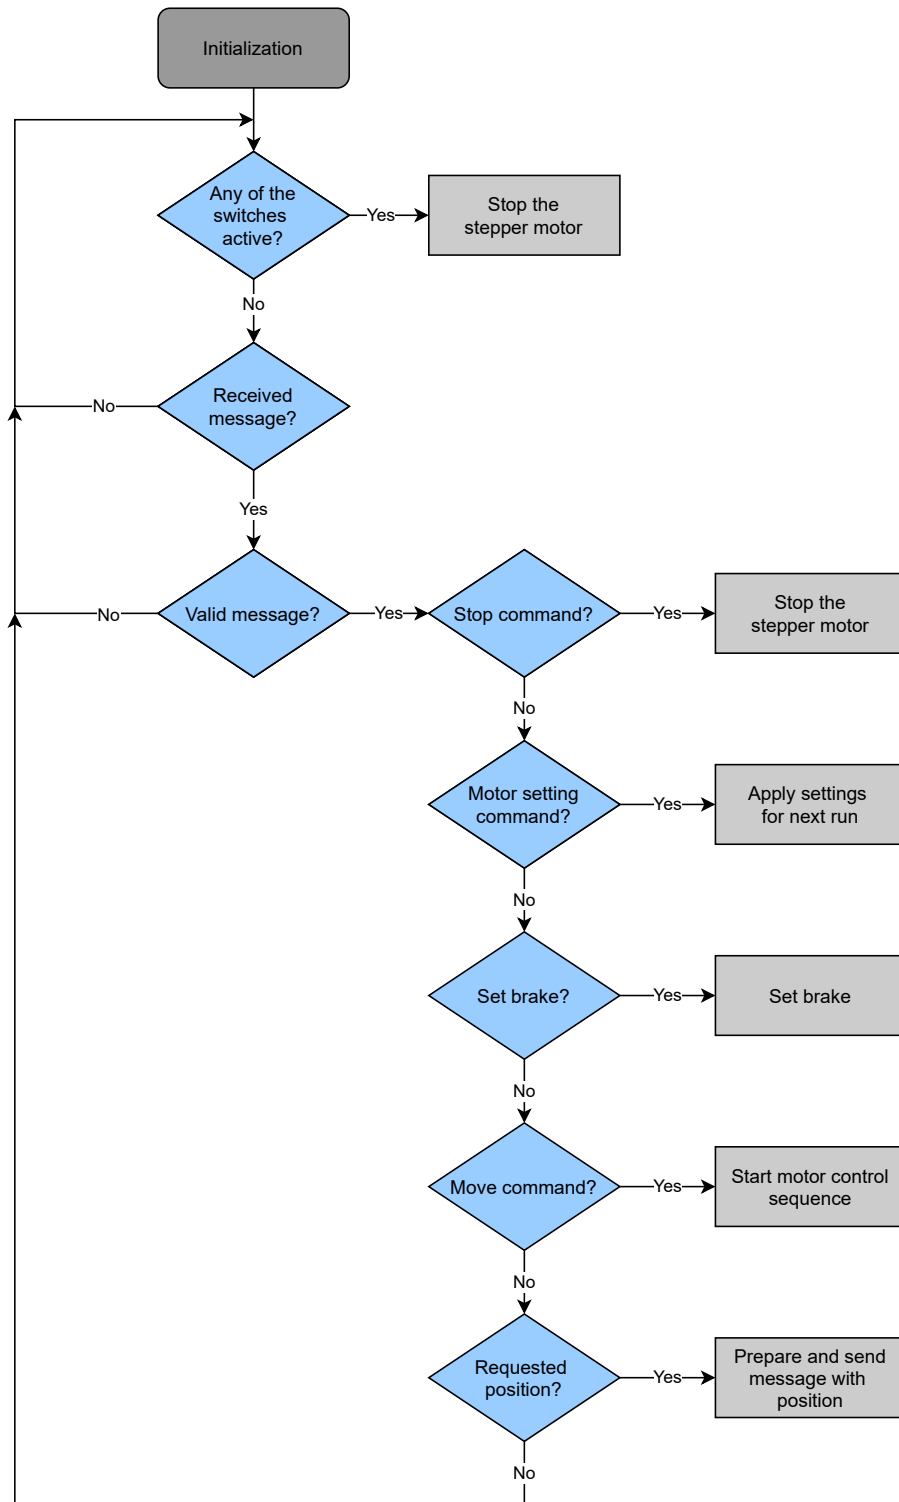 Initialization
Any of the
switches
active?
Yes
Stop the
stepper motor
No
Received
message?
No
Yes
Valid message?
No
Yes
Stop command?
Yes
Stop the
stepper motor
No
Motor setting
command?
Yes
Apply settings
for next run
No
Set brake?
Yes
Set brake
No
Move command?
Yes
Start motor control
sequence
No
Requested
position?
Yes
Prepare and send
message with
position
No